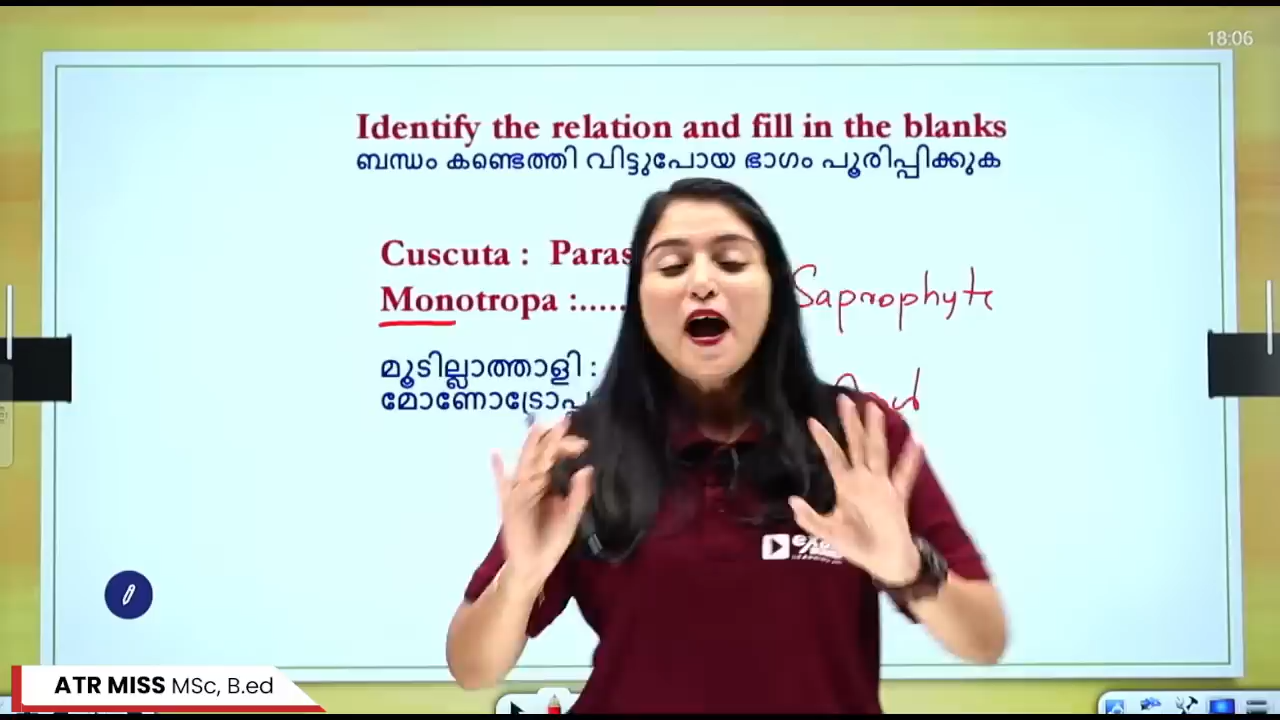 18:06
Identify the relation and fill in the blanks
ബന്ധം കണ്ടെത്തി വിട്ടുപോയ ഭാഗം പൂരിപ്പിക്കുക
Cuscuta : Paras
Monotropa :..... Saprophyte
മൂടില്ലാത്താളി :
മോണോട്രോപ്പ
ATR MISS MSc, B.ed